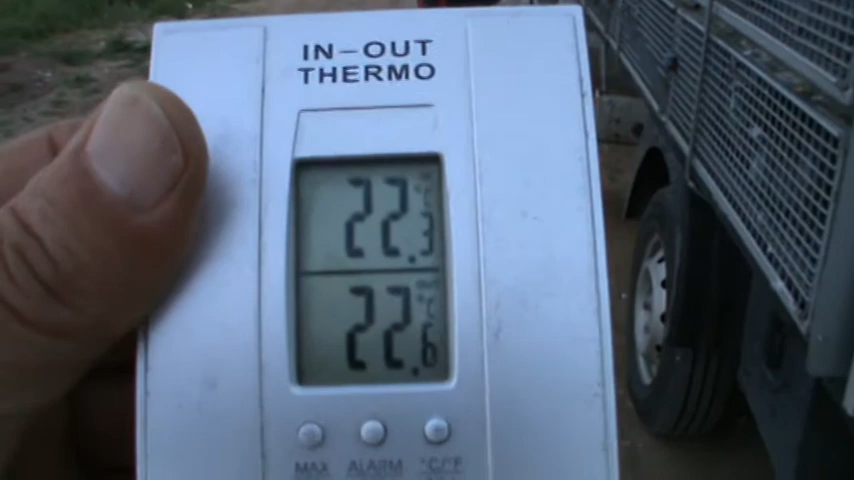 IN-OUT
THERMO
22.3
22.6
MAX ALARM °C/°F